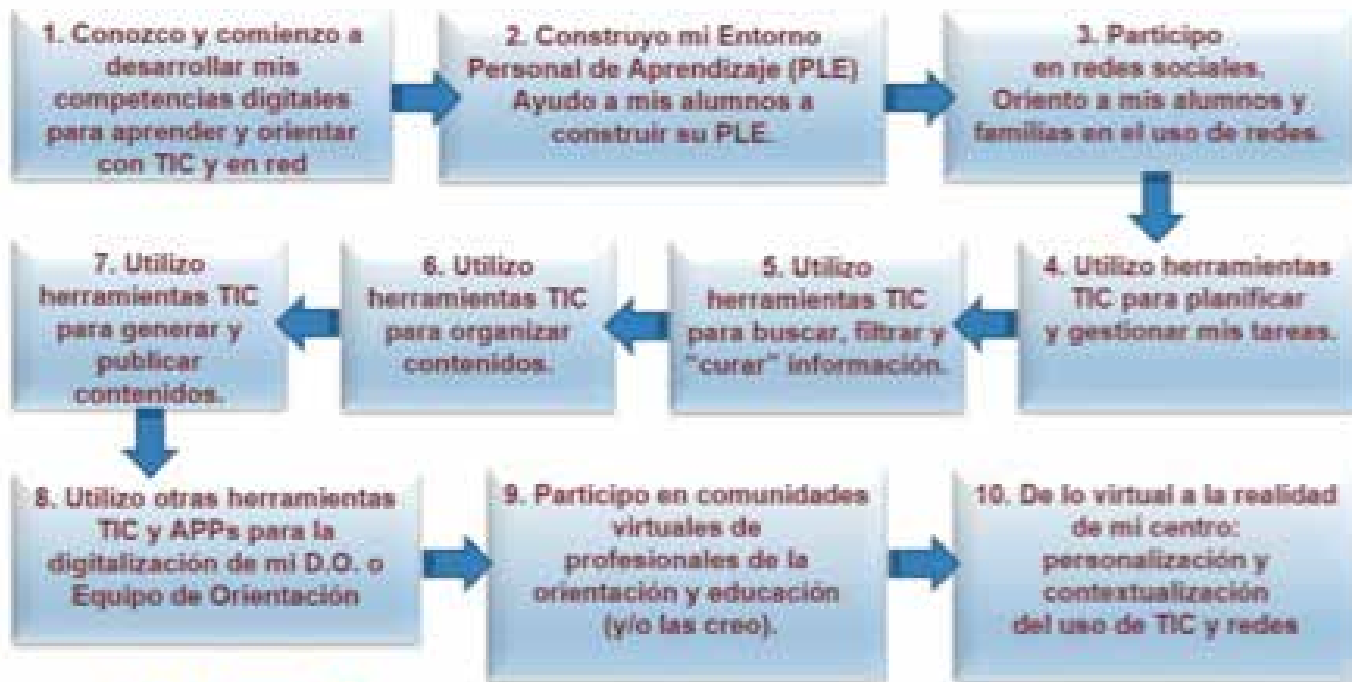 1. Conozco y comienzo a
desarrollar mis
competencias digitales
para aprender y orientar
con TIC y en red
2. Construyo mi Entorno
Personal de Aprendizaje (PLE)
Ayudo a mis alumnos a
construir su PLE.
3. Participo
en redes sociales.
Oriento a mis alumnos y
familias en el uso de redes.
4. Utilizo herramientas
TIC para planificar
y gestionar mis tareas.
5. Utilizo
herramientas TIC
para buscar, filtrar y
"curar" información.
6. Utilizo
herramientas TIC
para organizar
contenidos.
7. Utilizo
herramientas TIC
para generar y
publicar
contenidos.
8. Utilizo otras herramientas
TIC y APPs para la
digitalización de mi D.O. o
Equipo de Orientación
9. Participo en comunidades
virtuales de
profesionales de la
orientación y educación
(y/o las creo).
10. De lo virtual a la realidad
de mi centro:
personalización y
contextualización
del uso de TIC y redes